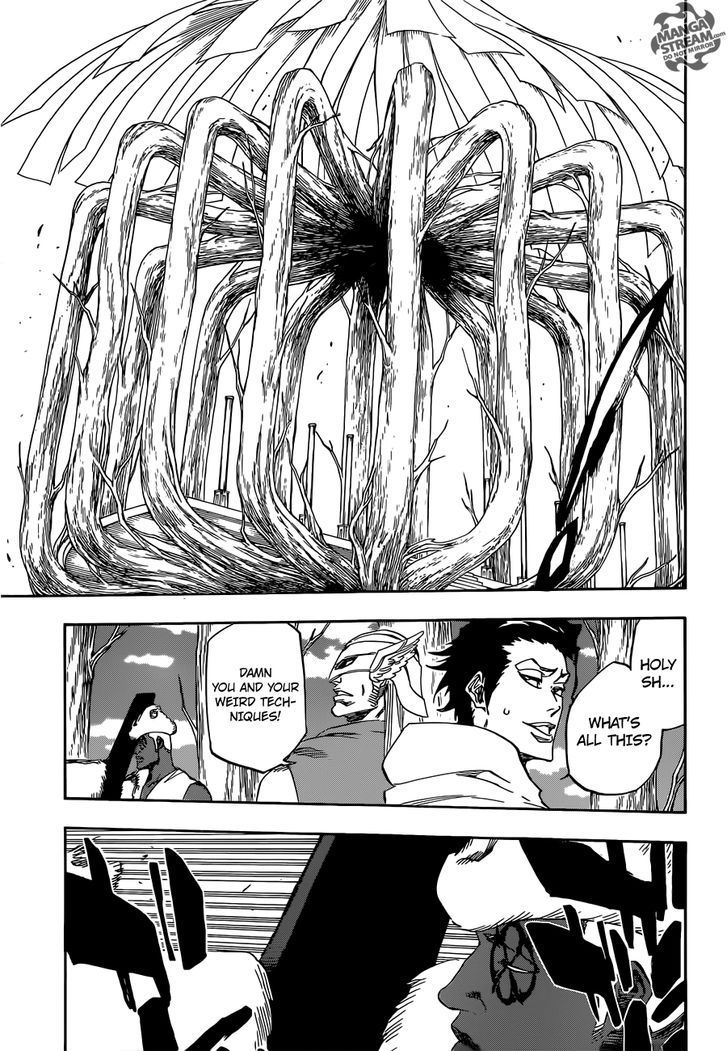 MANGA
STREAM.com
DO NOT MIRROR
HOLY
SH...
WHAT'S
ALL THIS?
DAMN
YOU AND YOUR
WEIRD TECH-
NIQUES!